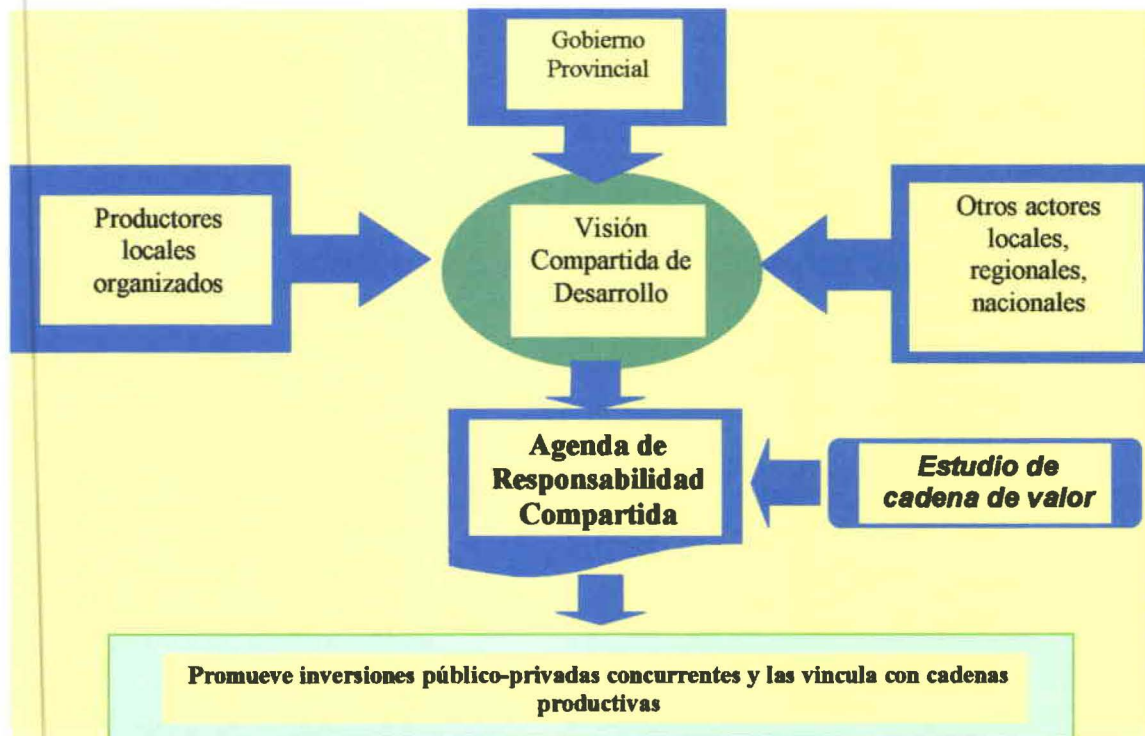 Gobierno
Provincial
Productores
locales
organizados
Visión
Compartida de
Desarrollo
Otros actores
locales,
regionales,
nacionales
Agenda de
Responsabilidad
Compartida
Estudio de
cadena de valor
Promueve inversiones público-privadas concurrentes y las vincula con cadenas
productivas